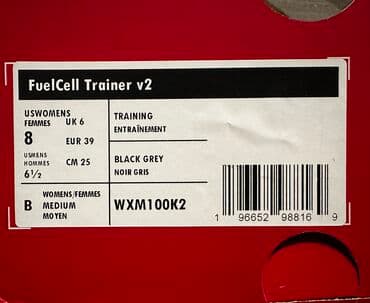 FuelCell Trainer v2
USWOMENS
FEMMES
UK 6
8
EUR 39
USMENS
HOMMES
CM 25
6½
TRAINING
ENTRAÎNEMENT
BLACK GREY
NOIR GRIS
B
WOMENS/FEMMES
MEDIUM
MOYEN
WXM100K2
1 96652 98816 9